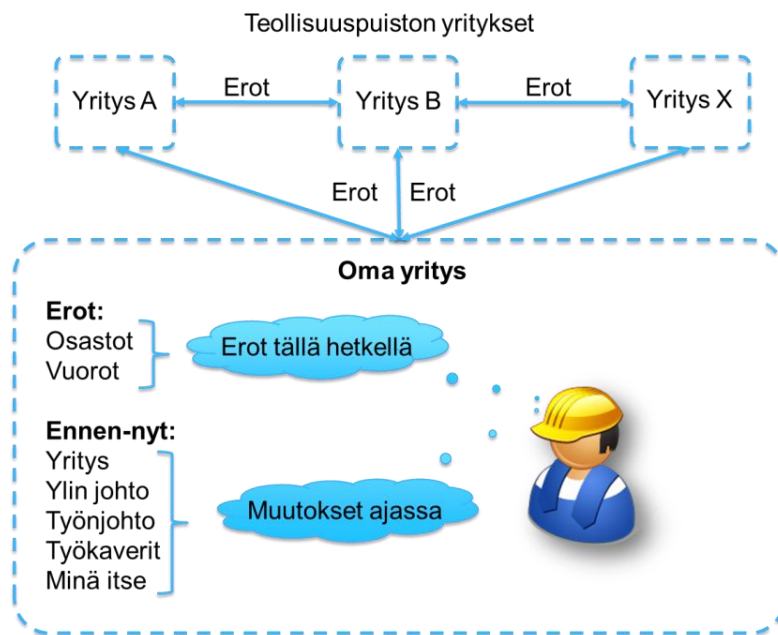 Teollisuuspuiston yritykset
Yritys A
Erot
Yritys B
Erot
Yritys X
Erot
Erot
Oma yritys
Erot:
Osastot
Vuorot
Erot tällä hetkellä
Ennen-nyt:
Yritys
Ylin johto
Työnjohto
Työkaverit
Minä itse
Muutokset ajassa